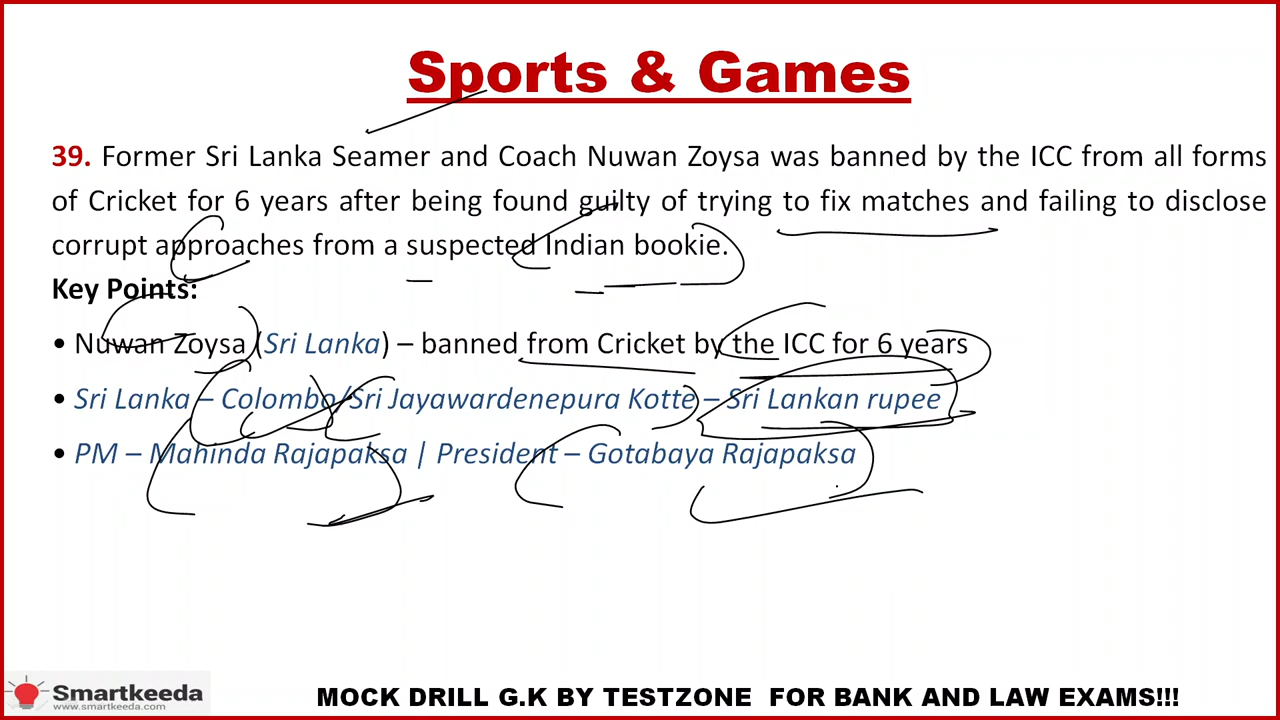 Sports & Games
39. Former Sri Lanka Seamer and Coach Nuwan Zoysa was banned by the ICC from all forms
of Cricket for 6 years after being found guilty of trying to fix matches and failing to disclose
corrupt approaches from a suspected Indian bookie.
Key Points:
• Nuwan Zoysa (Sri Lanka) – banned from Cricket by the ICC for 6 years
• Sri Lanka – Colombo/Sri Jayawardenepura Kotte – Sri Lankan rupee
• PM – Mahinda Rajapaksa | President – Gotabaya Rajapaksa
Smartkeeda
www.smartkeeda.com
MOCK DRILL G.K BY TESTZONE FOR BANK AND LAW EXAMS!!!